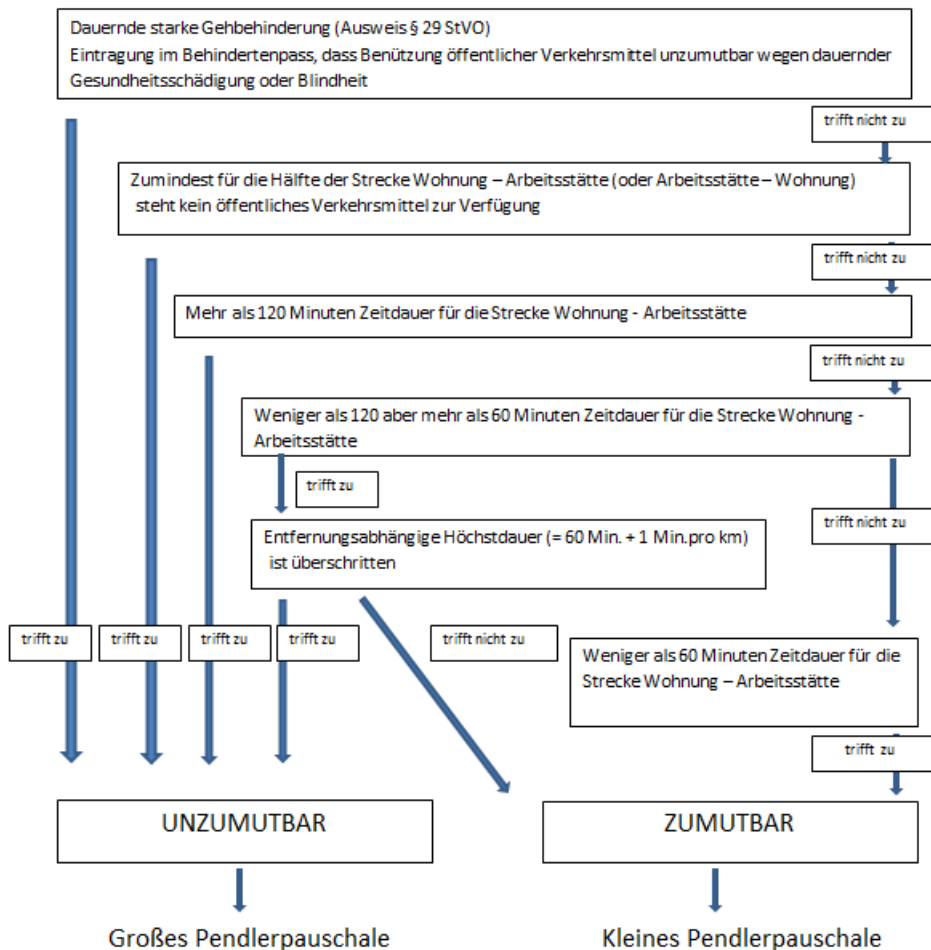 Dauernde starke Gehbehinderung (Ausweis § 29 StVO)
Eintragung im Behindertenpass, dass Benützung öffentlicher Verkehrsmittel unzumutbar wegen dauernder
Gesundheitsschädigung oder Blindheit
trifft nicht zu
Zumindest für die Hälfte der Strecke Wohnung – Arbeitsstätte (oder Arbeitsstätte – Wohnung)
steht kein öffentliches Verkehrsmittel zur Verfügung
trifft nicht zu
Mehr als 120 Minuten Zeitdauer für die Strecke Wohnung - Arbeitsstätte
trifft nicht zu
Weniger als 120 aber mehr als 60 Minuten Zeitdauer für die Strecke Wohnung -
Arbeitsstätte
trifft zu
trifft nicht zu
Entfernungsabhängige Höchstdauer (= 60 Min. + 1 Min.pro km)
ist überschritten
trifft zu
trifft zu
trifft zu
trifft zu
trifft nicht zu
Weniger als 60 Minuten Zeitdauer für die
Strecke Wohnung – Arbeitsstätte
trifft zu
UNZUMUTBAR
ZUMUTBAR
Großes Pendlerpauschale
Kleines Pendlerpauschale